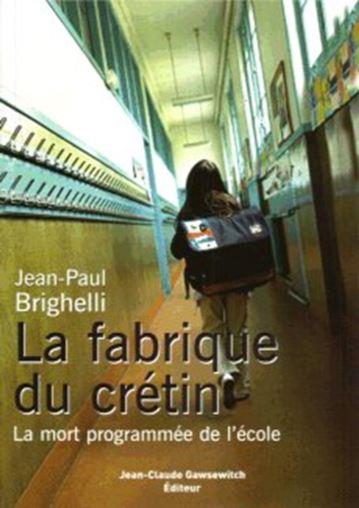 Jean-Paul
Brighelli
La fabrique
du crétin
La mort programmée de l'école
Jean-Claude Gawsewitch
Éditeur